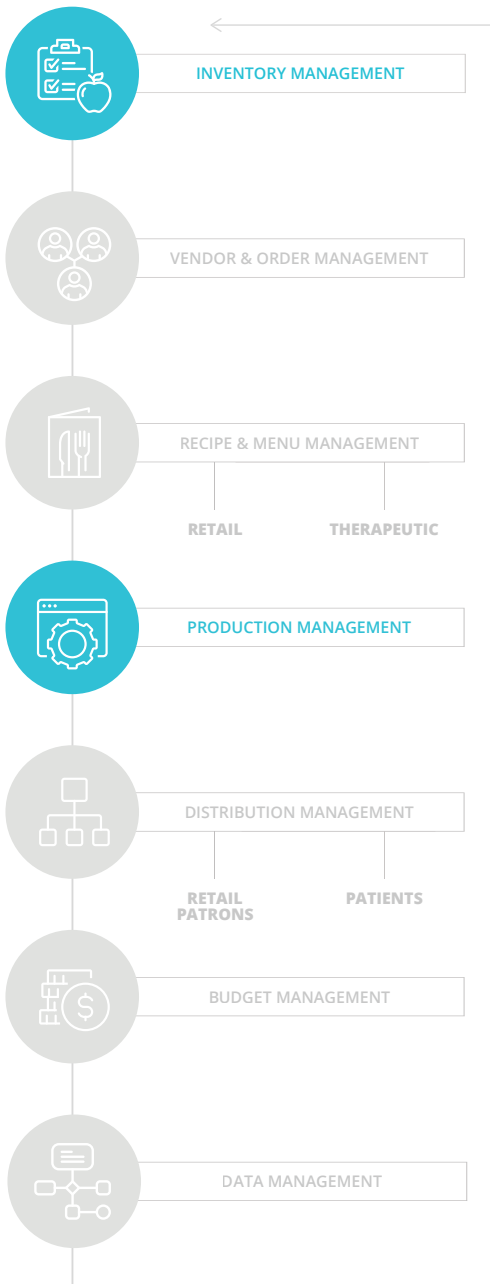 INVENTORY MANAGEMENT
VENDOR & ORDER MANAGEMENT
RECIPE & MENU MANAGEMENT
RETAIL
THERAPEUTIC
PRODUCTION MANAGEMENT
DISTRIBUTION MANAGEMENT
RETAIL
PATRONS
PATIENTS
BUDGET MANAGEMENT
DATA MANAGEMENT